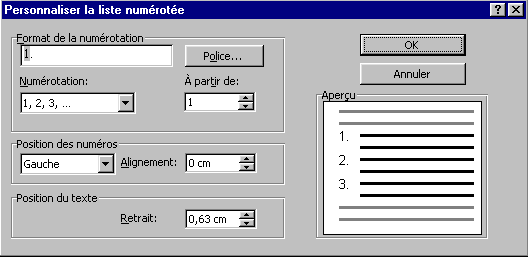 Personnaliser la liste numérotée
Format de la numérotation
1.
Police...
Numérotation:
À partir de:
1, 2, 3, ...
1
Position des numéros
Gauche
Alignement:
0 cm
Position du texte
Retrait:
0,63 cm
OK
Annuler
Aperçu
1.
2.
3.